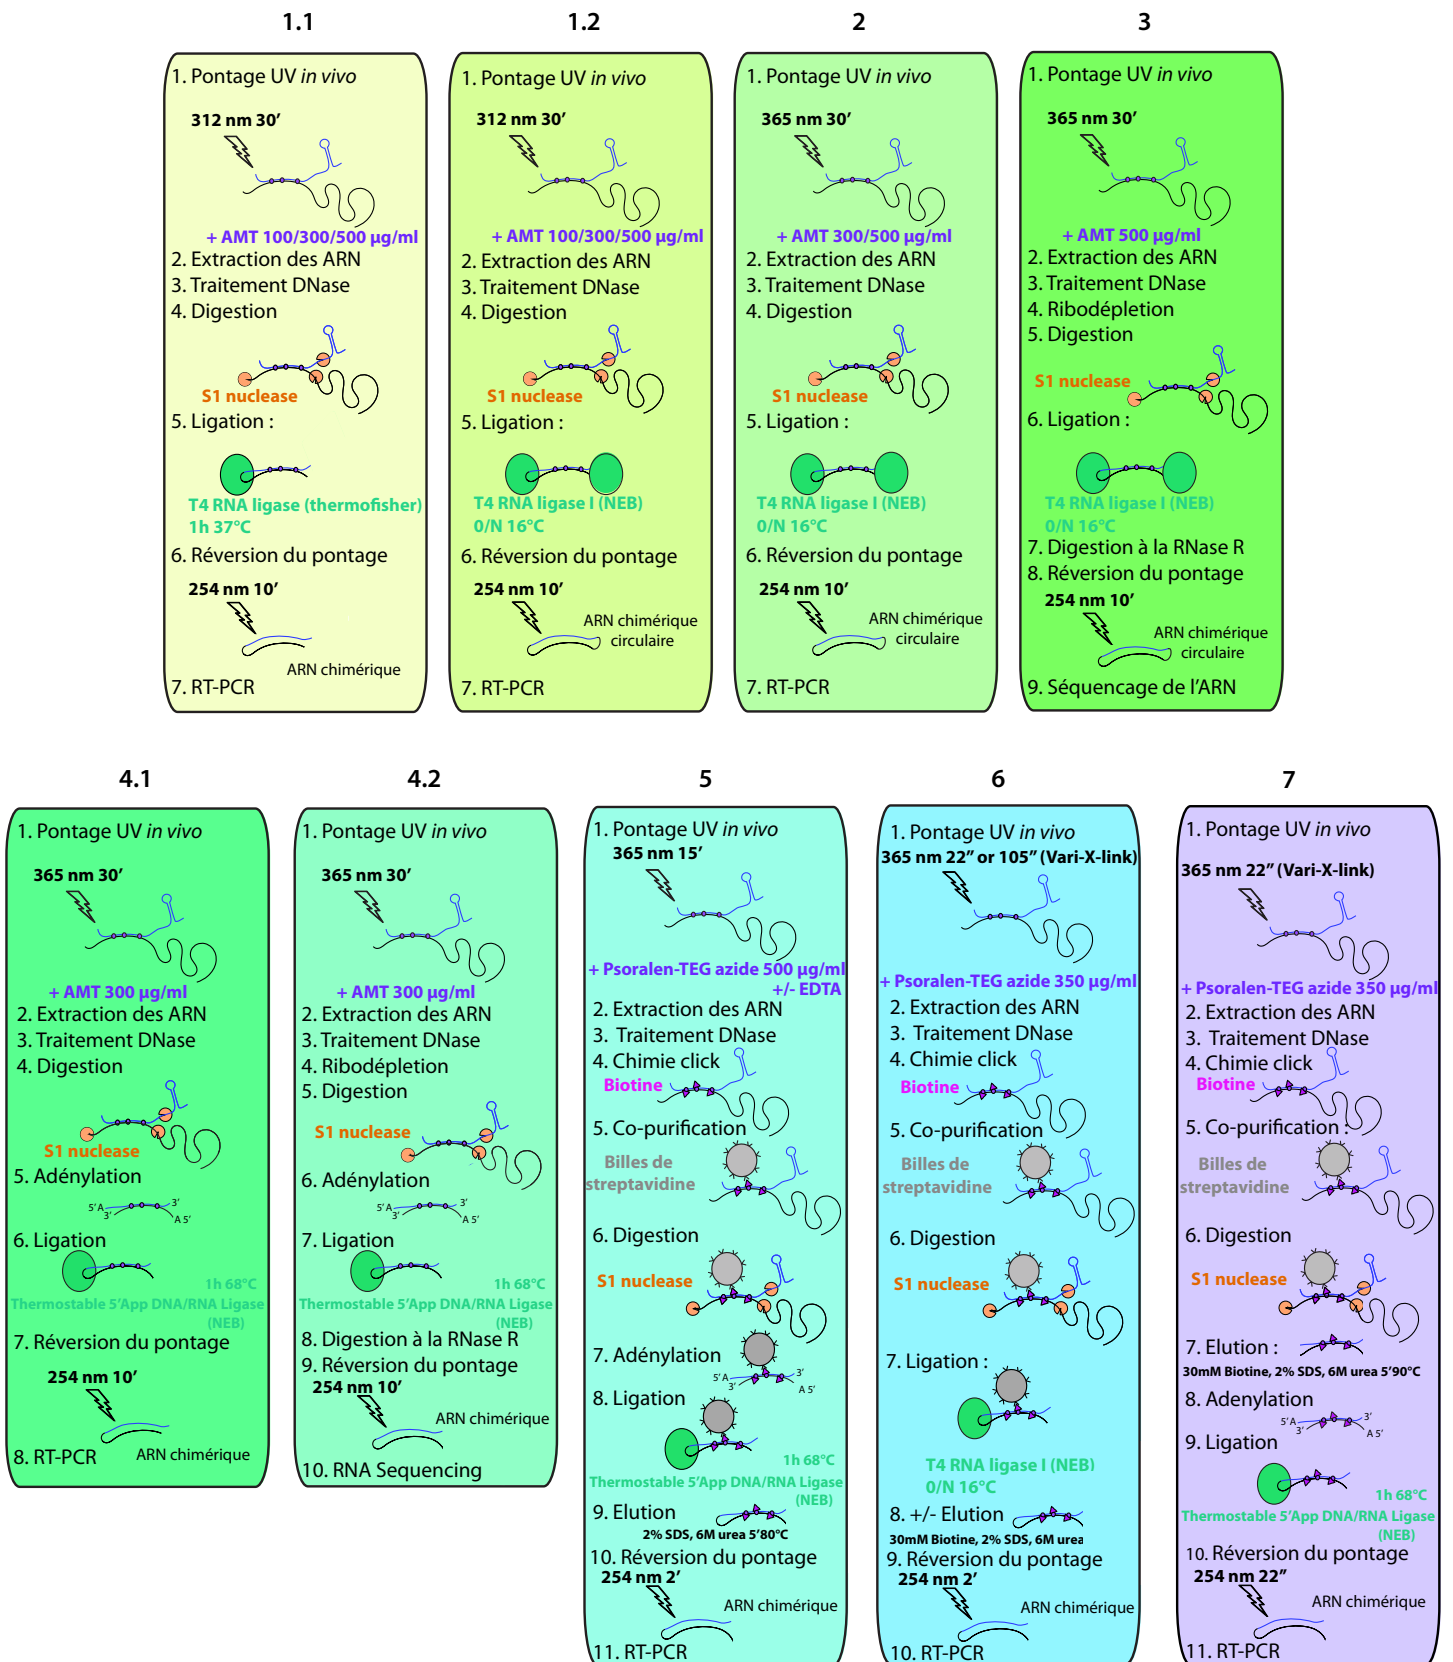 1.1
1. Pontage UV in vivo
312 nm 30’
+ AMT 100/300/500 µg/ml
2. Extraction des ARN
3. Traitement DNase
4. Digestion
S1 nuclease
5. Ligation :
T4 RNA ligase (thermofisher)
1h 37°C
6. Réversion du pontage
254 nm 10’
ARN chimérique
7. RT-PCR
1.2
1. Pontage UV in vivo
312 nm 30’
+ AMT 100/300/500 µg/ml
2. Extraction des ARN
3. Traitement DNase
4. Digestion
S1 nuclease
5. Ligation :
T4 RNA ligase I (NEB)
0/N 16°C
6. Réversion du pontage
254 nm 10’
ARN chimérique
circulaire
7. RT-PCR
2
1. Pontage UV in vivo
365 nm 30’
+ AMT 300/500 µg/ml
2. Extraction des ARN
3. Traitement DNase
4. Digestion
S1 nuclease
5. Ligation :
T4 RNA ligase I (NEB)
0/N 16°C
6. Réversion du pontage
254 nm 10’
ARN chimérique
circulaire
7. RT-PCR
3
1. Pontage UV in vivo
365 nm 30’
+ AMT 500 µg/ml
2. Extraction des ARN
3. Traitement DNase
4. Ribodépletion
5. Digestion
S1 nuclease
6. Ligation :
T4 RNA ligase I (NEB)
0/N 16°C
7. Digestion à la RNase R
8. Réversion du pontage
254 nm 10’
ARN chimérique
circulaire
9. Séquencage de l’ARN
4.1
1. Pontage UV in vivo
365 nm 30’
+ AMT 300 µg/ml
2. Extraction des ARN
3. Traitement DNase
4. Digestion
S1 nuclease
5. Adénylation
5’ A 3’
3’ A 5’
6. Ligation
1h 68°C
Thermostable 5’App DNA/RNA Ligase
(NEB)
7. Réversion du pontage
254 nm 10’
8. RT-PCR ARN chimérique
4.2
1. Pontage UV in vivo
365 nm 30’
+ AMT 300 µg/ml
2. Extraction des ARN
3. Traitement DNase
4. Ribodépletion
5. Digestion
S1 nuclease
6. Adénylation
5’ A 3’
3’ A 5’
7. Ligation
1h 68°C
Thermostable 5’App DNA/RNA Ligase
(NEB)
8. Digestion à la RNase R
9. Réversion du pontage
254 nm 10’
ARN chimérique
10. RNA Sequencing
5
1. Pontage UV in vivo
365 nm 15’
+ Psoralen-TEG azide 500 µg/ml
+/- EDTA
2. Extraction des ARN
3. Traitement DNase
4. Chimie click
Biotine
5. Co-purification
Billes de
streptavidine
6. Digestion
S1 nuclease
7. Adénylation
5’ A 3’
3’ A 5’
8. Ligation
1h 68°C
Thermostable 5’App DNA/RNA Ligase
(NEB)
9. Elution
2% SDS, 6M urea 5’80°C
10. Réversion du pontage
254 nm 2’
ARN chimérique
11. RT-PCR
6
1. Pontage UV in vivo
365 nm 22’’ or 105’’ (Vari-X-link)
+ Psoralen-TEG azide 350 µg/ml
2. Extraction des ARN
3. Traitement DNase
4. Chimie click
Biotine
5. Co-purification
Billes de
streptavidine
6. Digestion
S1 nuclease
7. Ligation :
T4 RNA ligase I (NEB)
0/N 16°C
8. +/- Elution
30mM Biotine, 2% SDS, 6M urea
9. Réversion du pontage
254 nm 2’
ARN chimérique
10. RT-PCR
7
1. Pontage UV in vivo
365 nm 22’’ (Vari-X-link)
+ Psoralen-TEG azide 350 µg/ml
2. Extraction des ARN
3. Traitement DNase
4. Chimie click
Biotine
5. Co-purification :
Billes de
streptavidine
6. Digestion
S1 nuclease
7. Elution :
30mM Biotine, 2% SDS, 6M urea 5’90°C
8. Adenylation
5’ A 3’
3’ A 5’
9. Ligation
1h 68°C
Thermostable 5’App DNA/RNA Ligase
(NEB)
10. Réversion du pontage
254 nm 22’’
ARN chimérique
11. RT-PCR